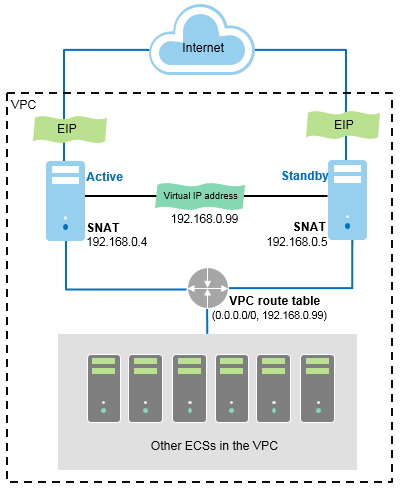 Internet
VPC
EIP
EIP
Active
Standby
Virtual IP address
192.168.0.99
SNAT
192.168.0.4
SNAT
192.168.0.5
VPC route table
(0.0.0.0/0, 192.168.0.99)
Other ECSs in the VPC